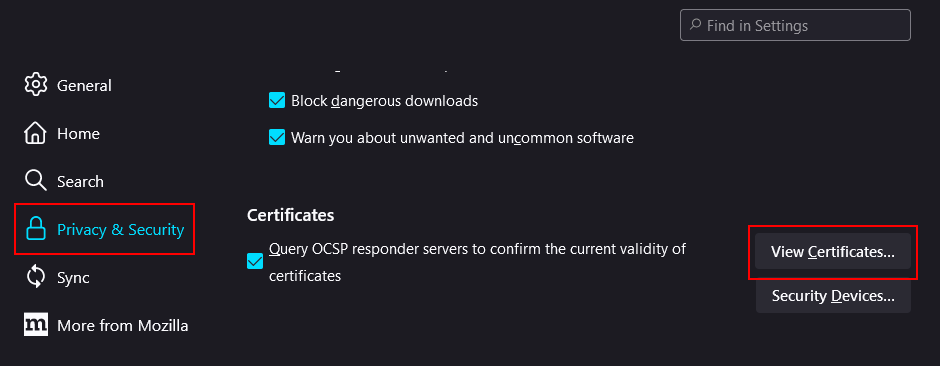 Find in Settings
General
Home
Search
Privacy & Security
Sync
m
More from Mozilla
Block dangerous downloads
Warn you about unwanted and uncommon software
Certificates
Query OCSP responder servers to confirm the current validity of
certificates
View Certificates...
Security Devices...